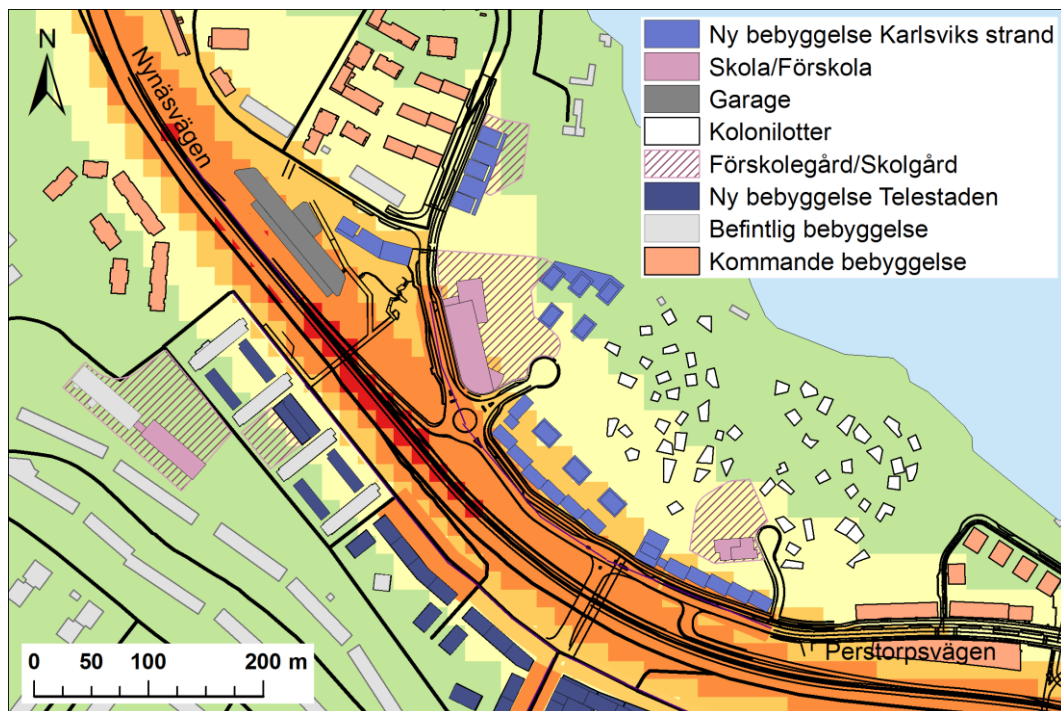 N
Nynäsvägen
Ny bebyggelse Karlsviks strand
Skola/Förskola
Garage
Kolonilotter
Förskolegård/Skolgård
Ny bebyggelse Telestaden
Befintlig bebyggelse
Kommande bebyggelse
Perstorpsvägen
0 50 100 200 m